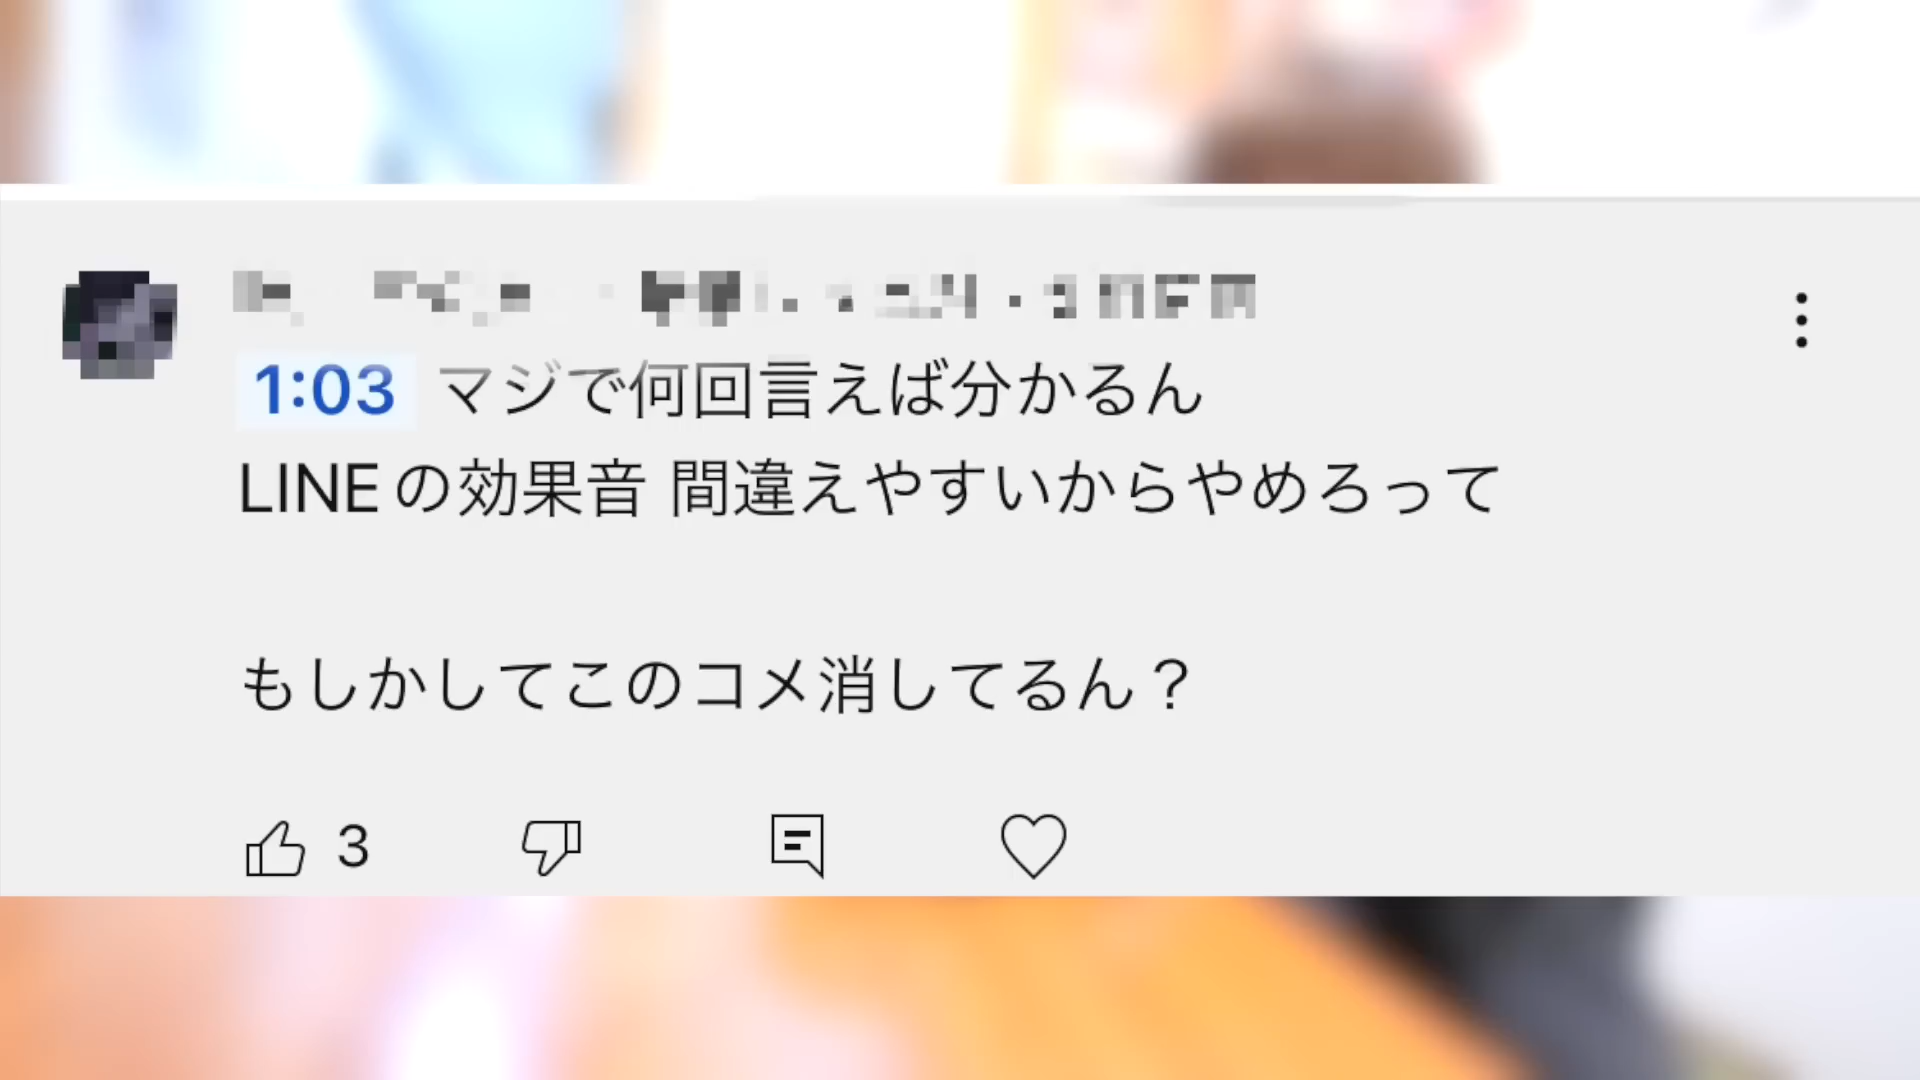 1:03 マジで何回言えば分かるん
LINEの効果音 間違えやすいからやめろって
もしかしてこのコメ消してるん？
3